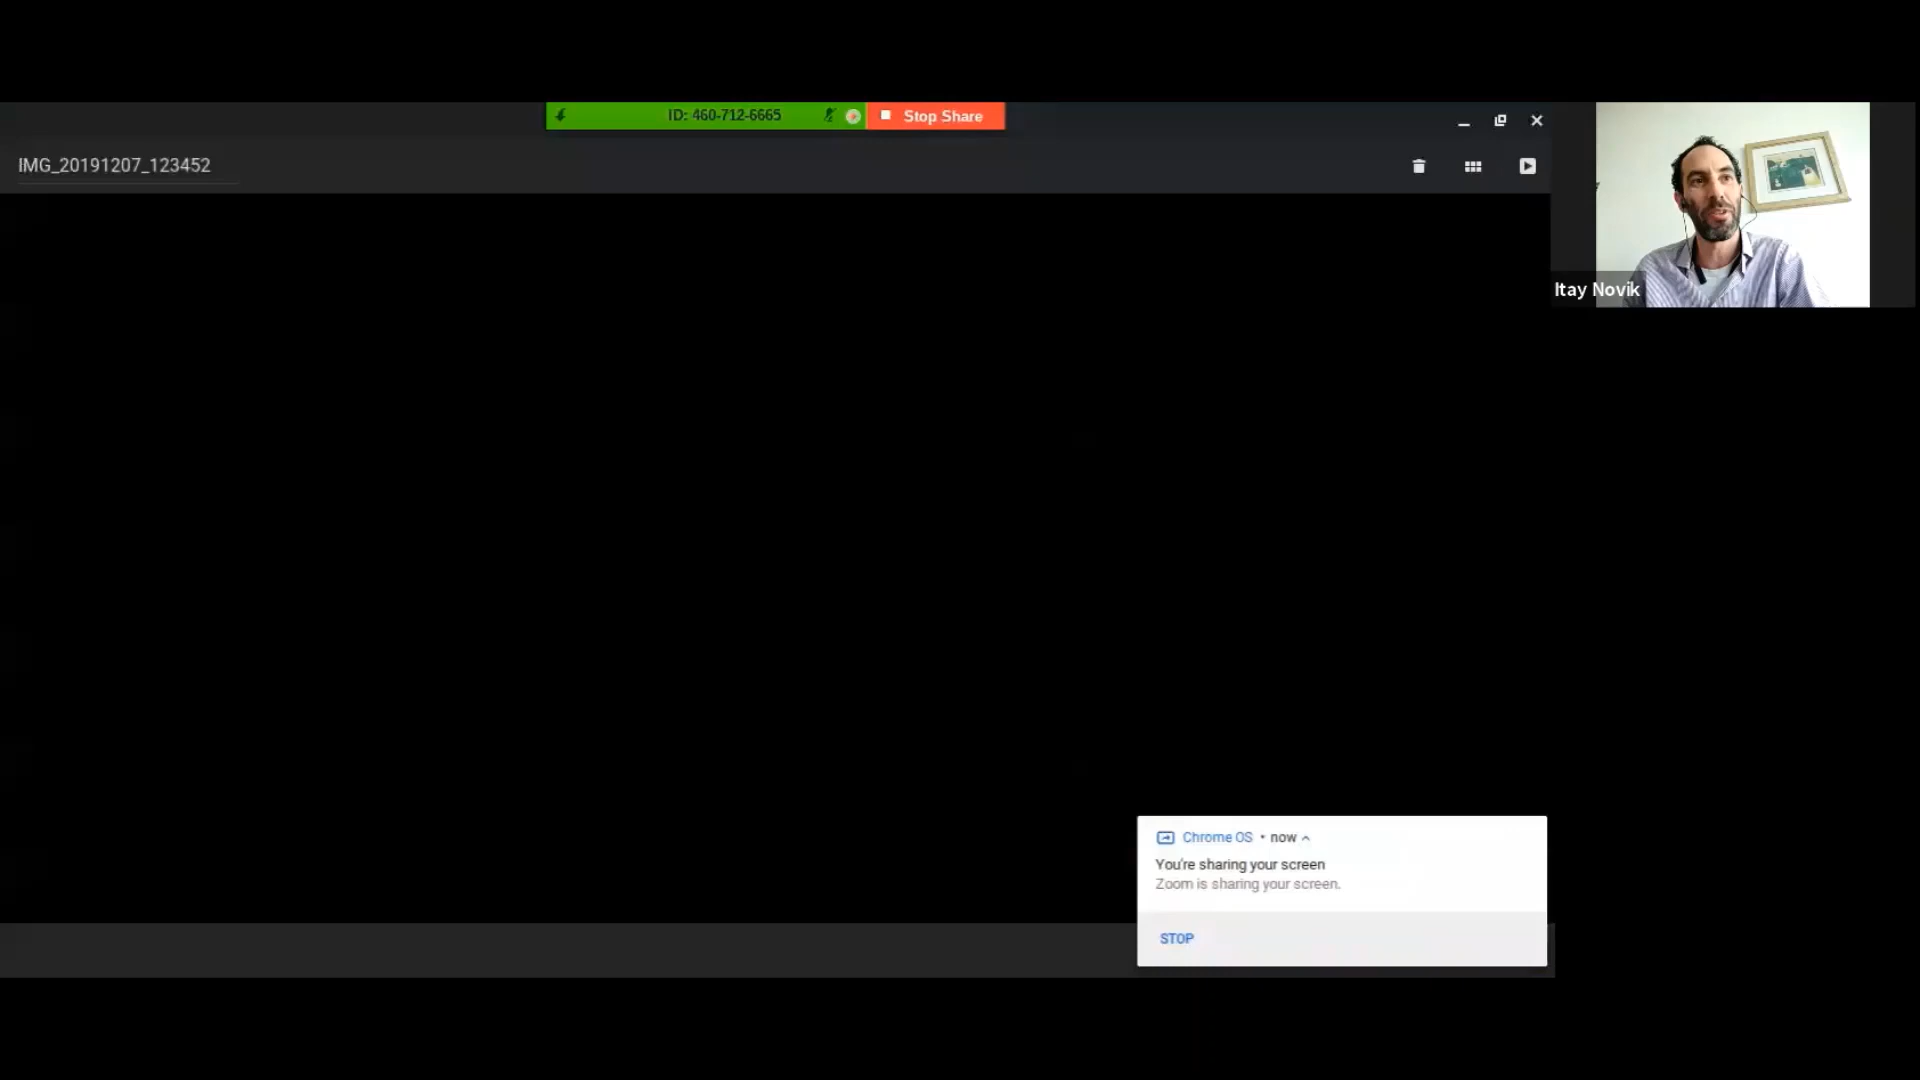 ID: 460-712-6665
Stop Share
IMG_20191207_123452
Itay Novik
Chrome OS • now
You're sharing your screen
Zoom is sharing your screen.
STOP